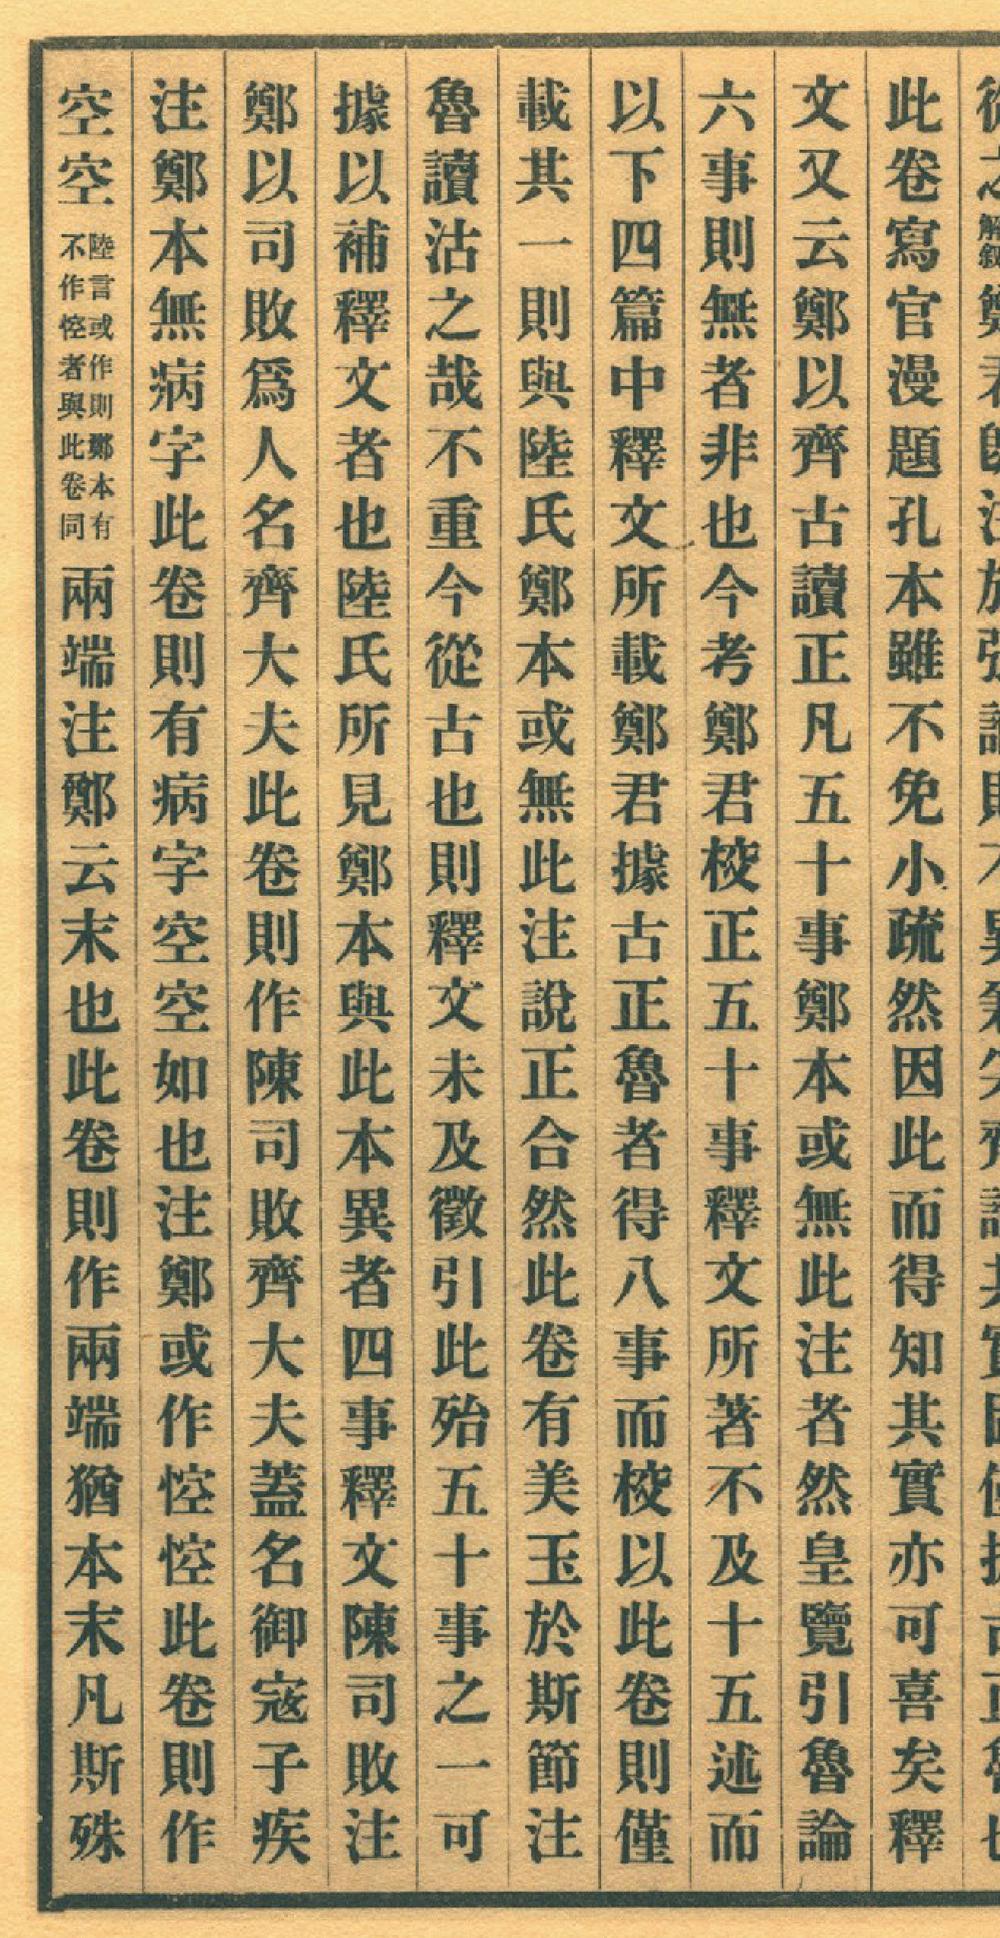 此卷寫官漫題孔本雖不免小疏然因此而得知其實亦可喜矣釋
文又云鄭以齊古讀正凡五十事鄭本或無此注者然皇覽引魯論
六事則無者非也今考鄭君校正五十事釋文所著不及十五述而
以下四篇中釋文所載鄭君據古正魯者得八事而校以此卷則僅
載其一則與陸氏鄭本或無此注說正合然此卷有美玉於斯節注
魯讀沽之哉不重今從古也則釋文未及徵引此殆五十事之一可
據以補釋文者也陸氏所見鄭本與此本異者四事釋文陳司敗注
鄭以司敗爲人名齊大夫此卷則作陳司敗齊大夫蓋名御寇子疾
注鄭本無病字此卷則有病字空空如也注鄭或作悾悾此卷則作
空空陸言或作則鄭本有不作悾者與此卷同兩端注鄭云末也此卷則作兩端猶本末凡斯殊